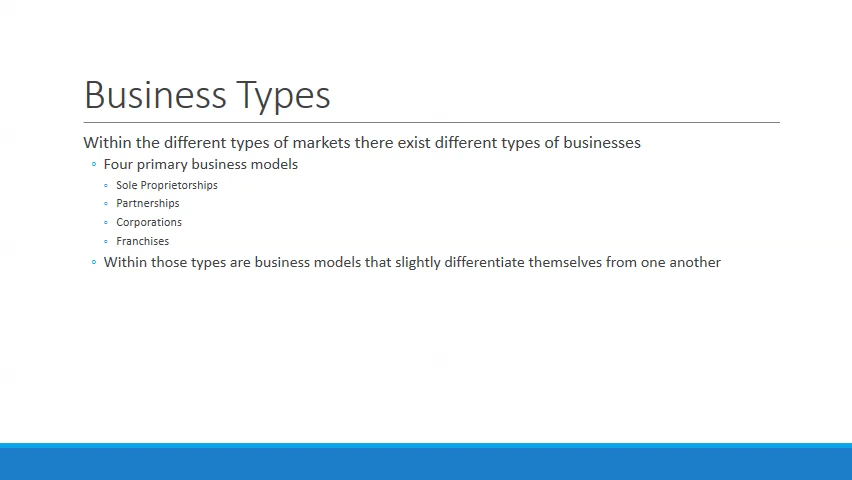 Business Types
Within the different types of markets there exist different types of businesses
◦ Four primary business models
◦ Sole Proprietorships
◦ Partnerships
◦ Corporations
◦ Franchises
◦ Within those types are business models that slightly differentiate themselves from one another